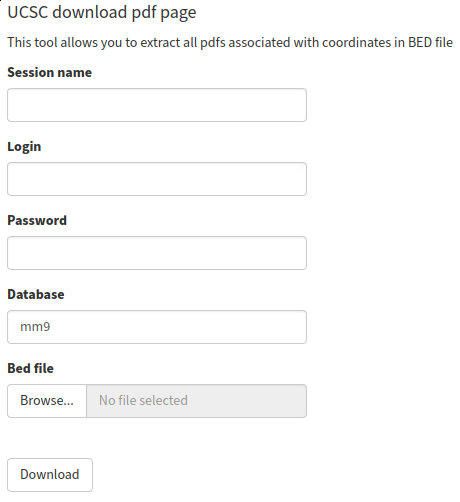 UCSC download pdf page
This tool allows you to extract all pdfs associated with coordinates in BED file
Session name
Login
Password
Database
mm9
Bed file
Browse... No file selected
Download